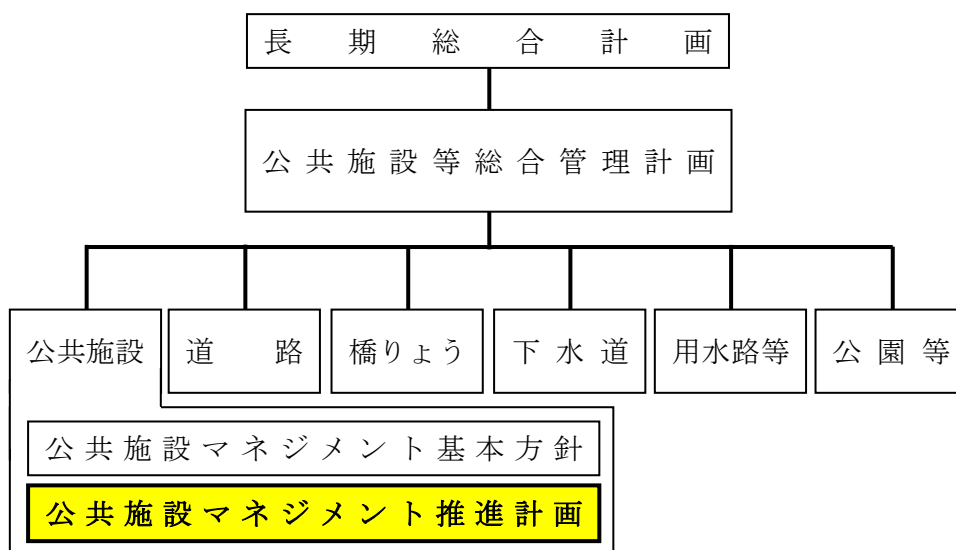 長期総合計画
公共施設等総合管理計画
公共施設
道路
橋りょう
下水道
用水路等
公園等
公共施設マネジメント基本方針
公共施設マネジメント推進計画